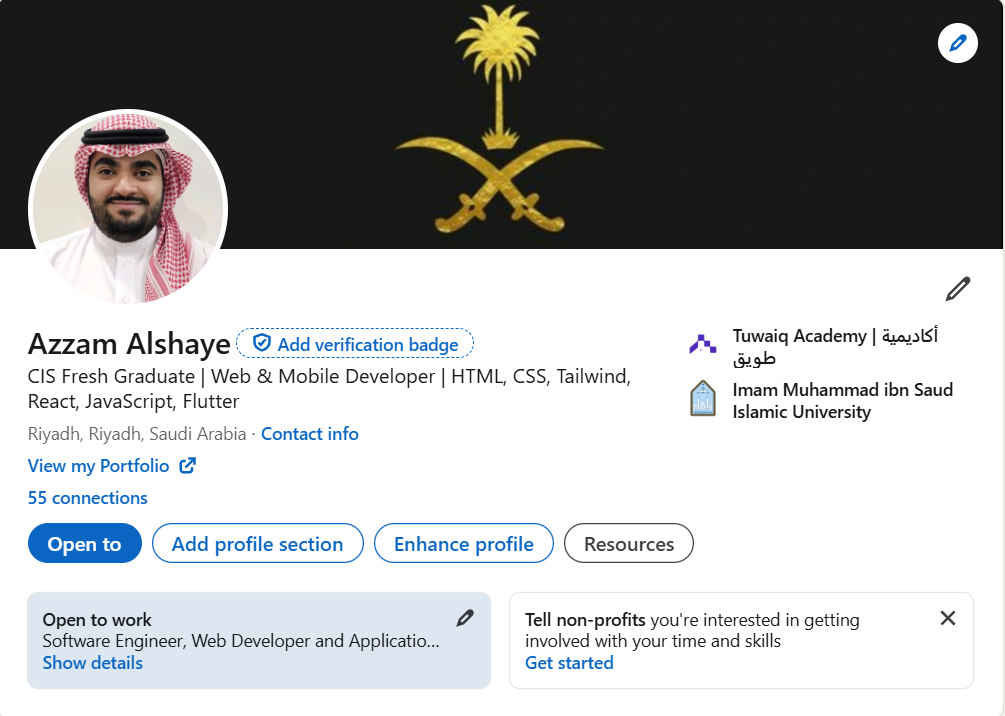 Azzam Alshaye
Add verification badge
CIS Fresh Graduate | Web & Mobile Developer | HTML, CSS, Tailwind,
React, JavaScript, Flutter
Riyadh, Riyadh, Saudi Arabia · Contact info
View my Portfolio
55 connections
Tuwaiq Academy | أكاديمية
طويق
Imam Muhammad ibn Saud
Islamic University
Open to
Add profile section
Enhance profile
Resources
Open to work
Software Engineer, Web Developer and Applicatio...
Show details
Tell non-profits you're interested in getting
involved with your time and skills
Get started